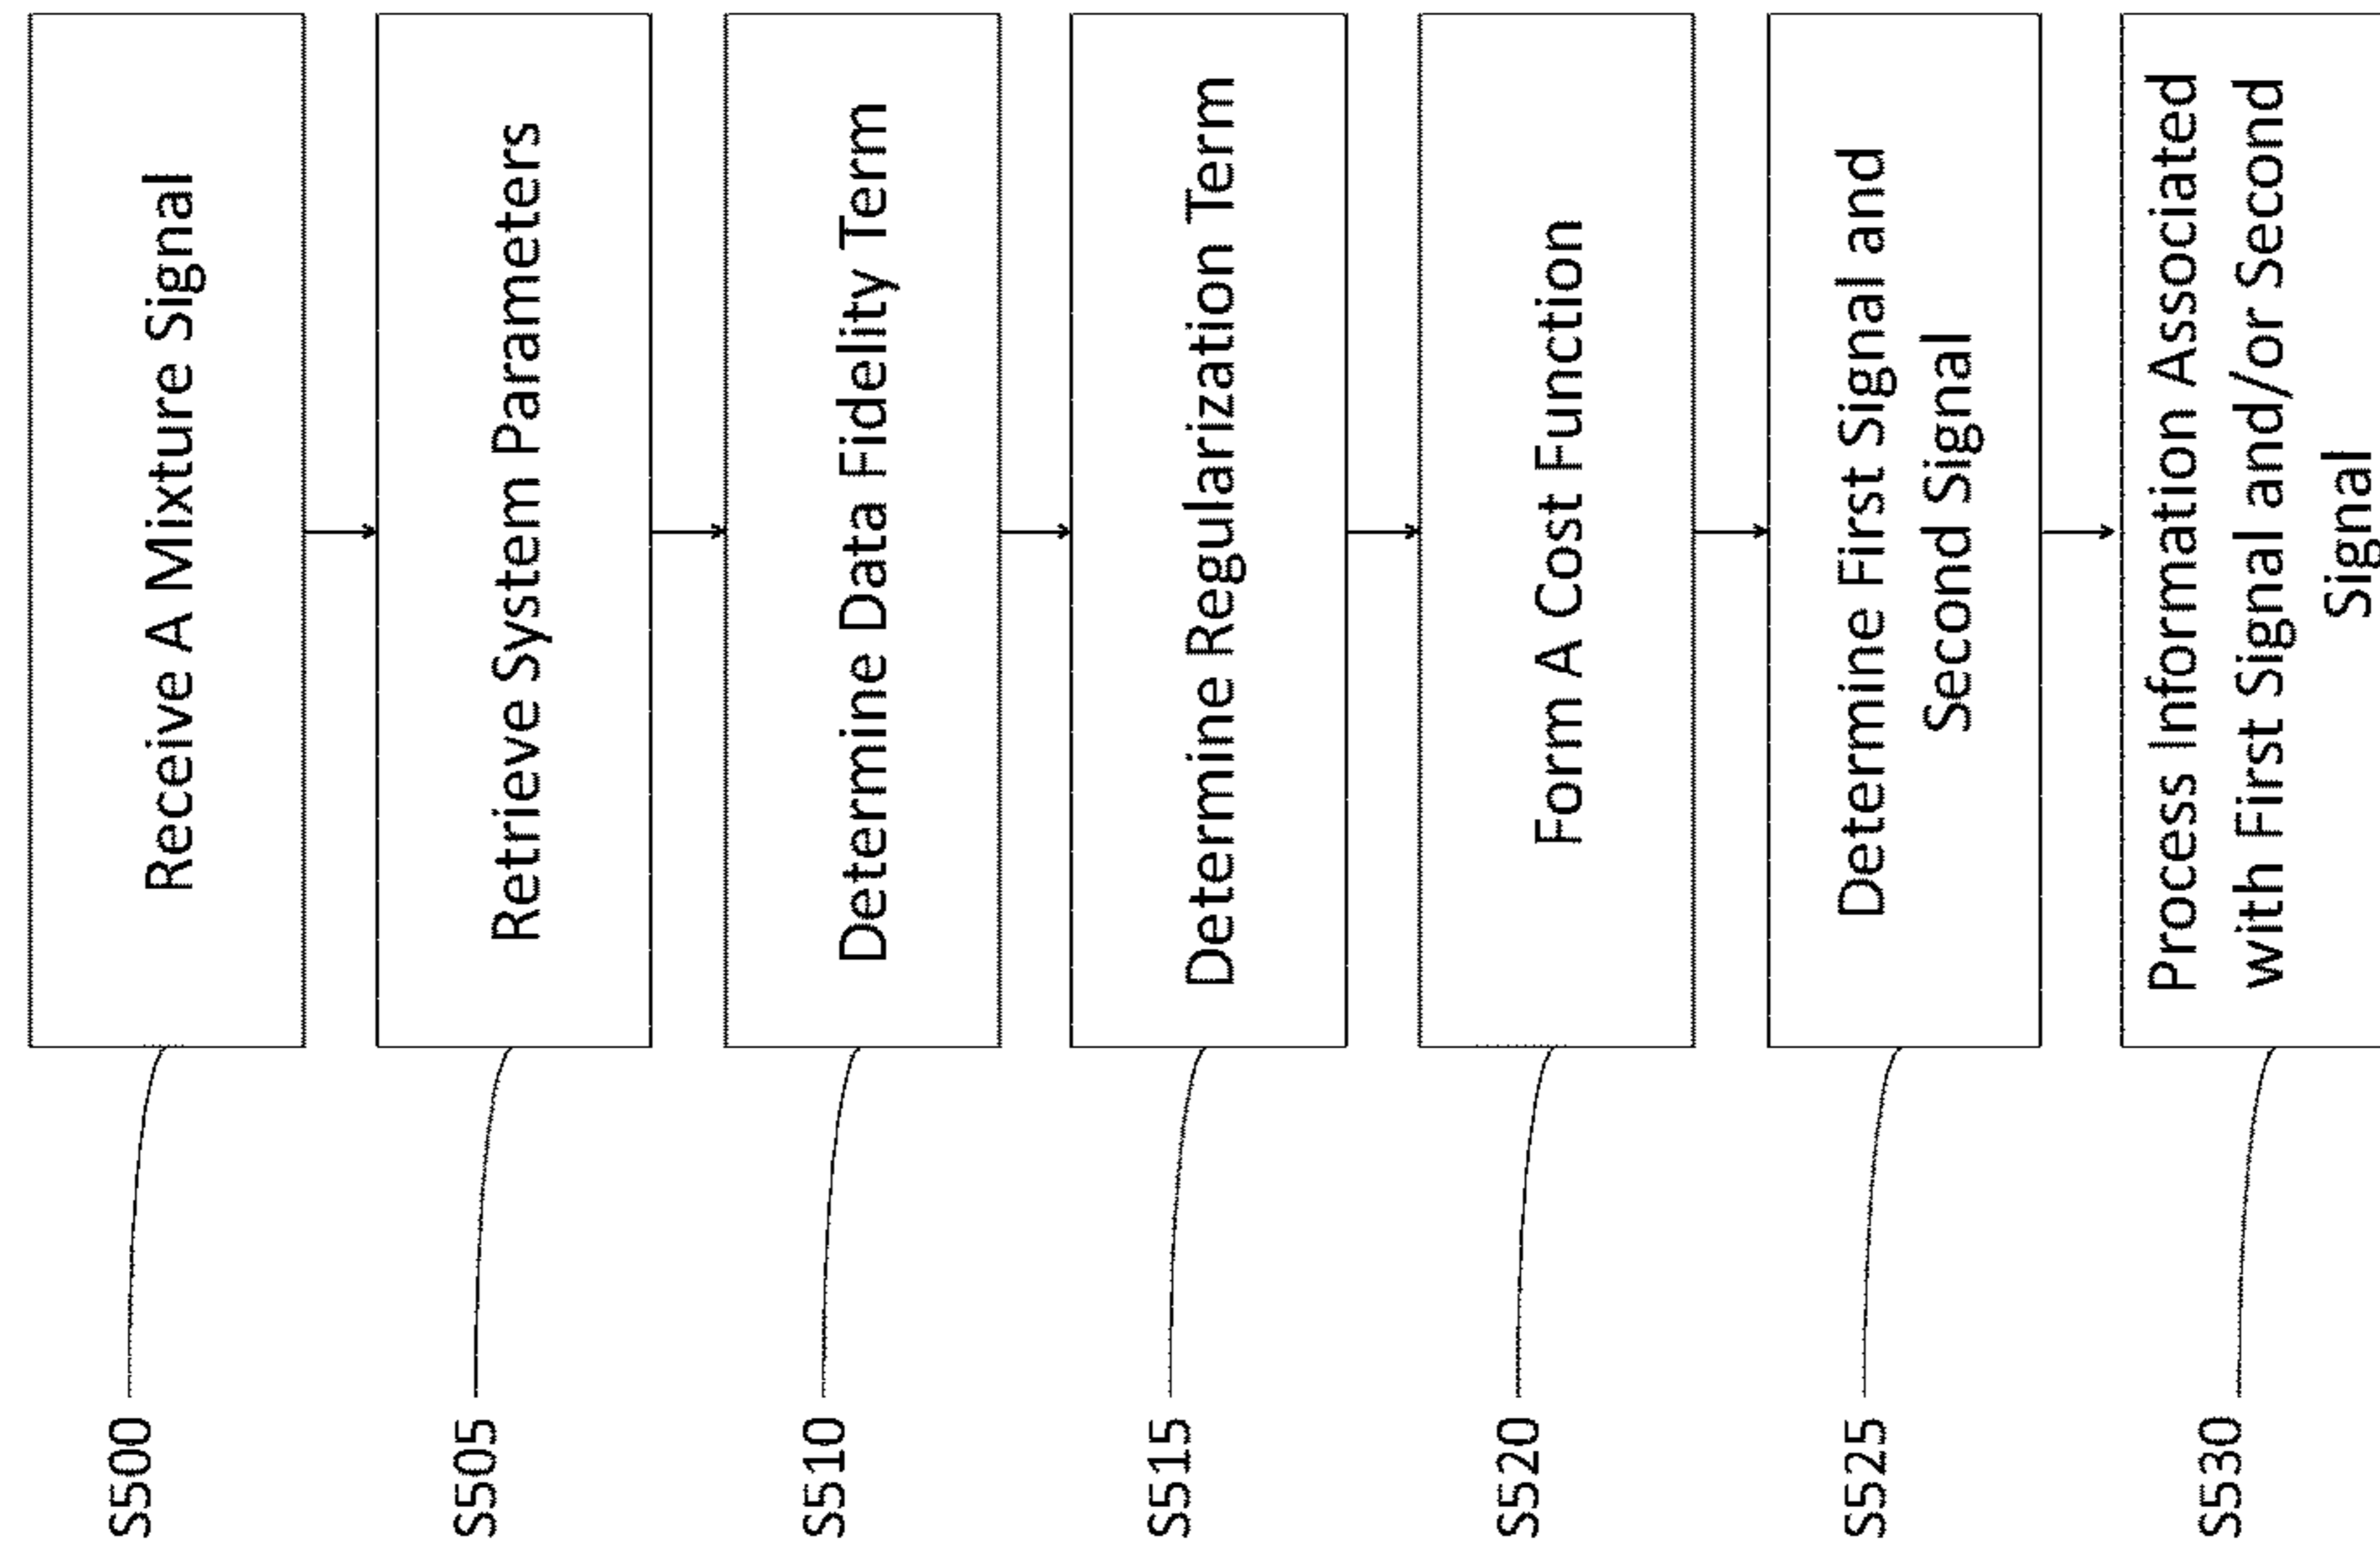 S500
Receive A Mixture Signal
S505
Retrieve System Parameters
S510
Determine Data Fidelity Term
S515
Determine Regularization Term
S520
Form A Cost Function
S525
Determine First Signal and
Second Signal
S530
Process Information Associated
with First Signal and/or Second
Signal